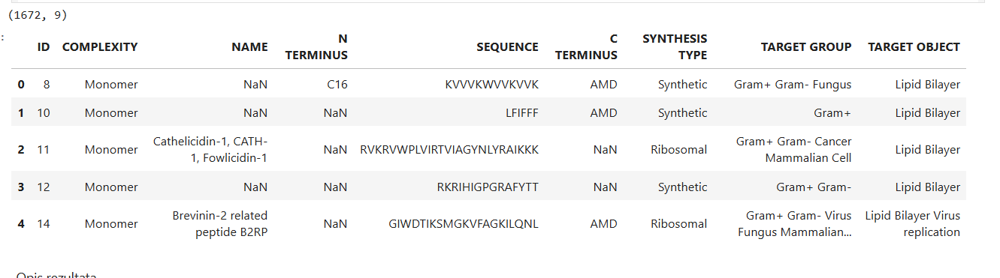 (1672, 9)
:
ID COMPLEXITY NAME N TERMINUS SEQUENCE C TERMINUS SYNTHESIS TYPE TARGET GROUP TARGET OBJECT
0 8 Monomer NaN C16 KVVVKWVVKVVK AMD Synthetic Gram+ Gram- Fungus Lipid Bilayer
1 10 Monomer NaN NaN LFIFFF AMD Synthetic Gram+ Lipid Bilayer
2 11 Monomer Cathelicidin-1, CATH-1, Fowlicidin-1 NaN RVKRVWPLVIRTVIAGYNLYRAIKKK NaN Ribosomal Gram+ Gram- Cancer Mammalian Cell Lipid Bilayer
3 12 Monomer NaN NaN RKRIHIGPGRAFYTT NaN Synthetic Gram+ Gram- Lipid Bilayer
4 14 Monomer Brevinin-2 related peptide B2RP NaN GIWDTIKSMGKVFAGKILQNL AMD Ribosomal Gram+ Gram- Virus Fungus Mammalian... Lipid Bilayer Virus replication
Opis rezultata